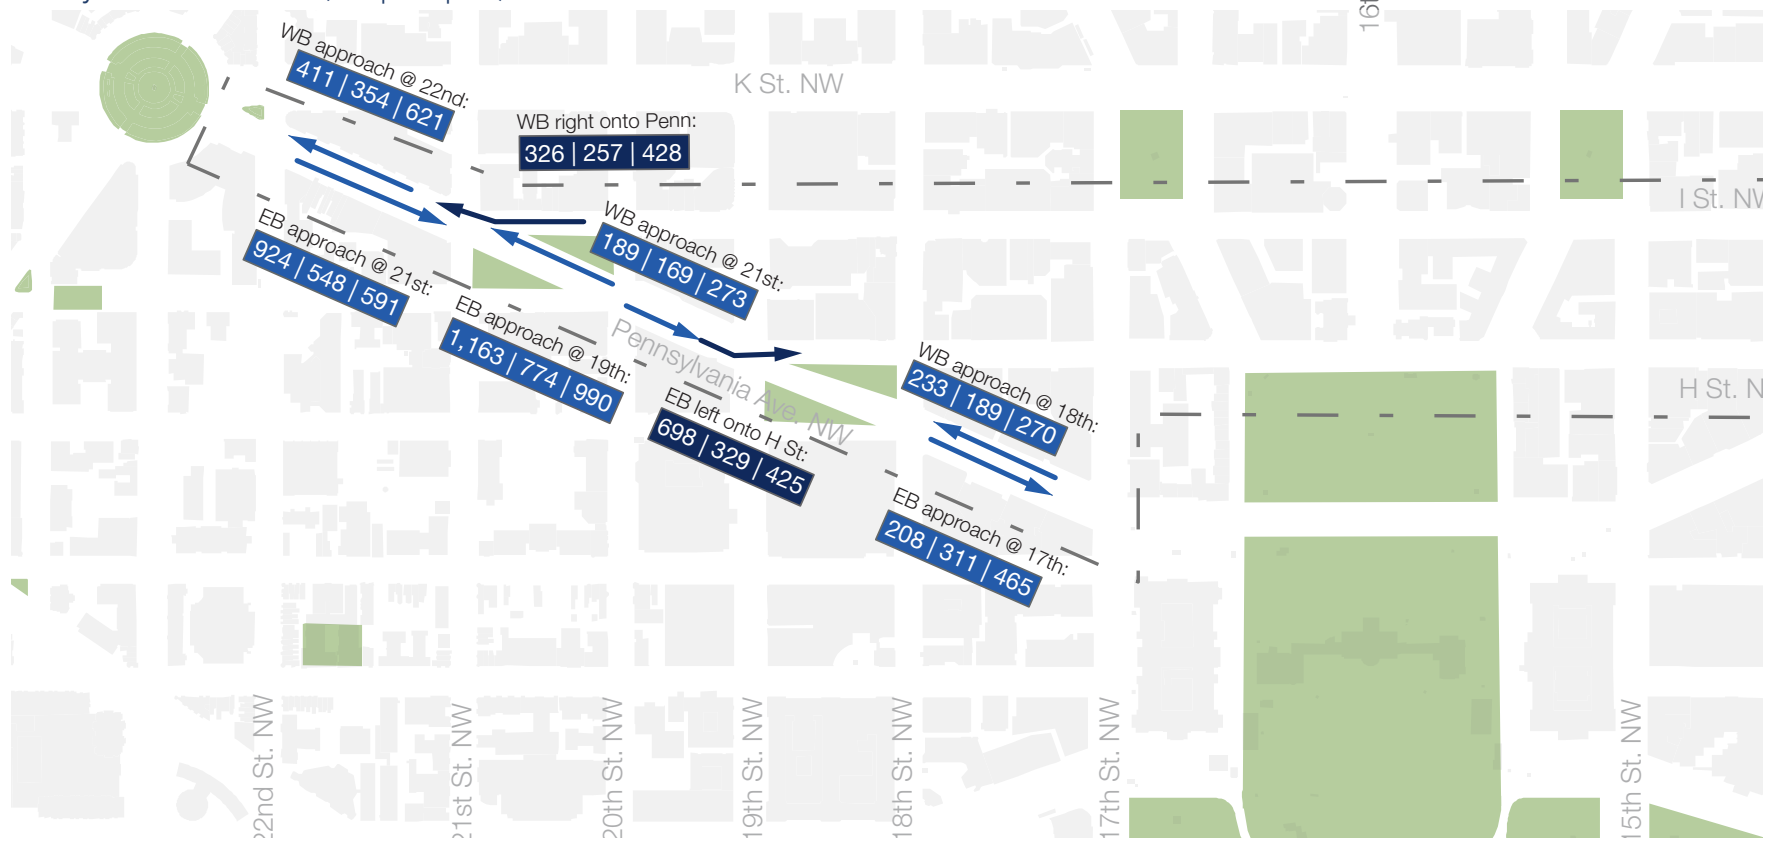 K St. NW
WB approach @ 22nd:
411 | 354 | 621
WB right onto Penn:
326 | 257 | 428
I St. NW
WB approach @ 21st:
189 | 169 | 273
EB approach @ 21st:
924 | 548 | 591
EB approach @ 19th:
1,163 | 774 | 990
Pennsylvania Ave. NW
EB left onto H St:
698 | 329 | 425
WB approach @ 18th:
233 | 189 | 270
H St. N
EB approach @ 17th:
208 | 311 | 465
22nd St. NW
21st St. NW
20th St. NW
19th St. NW
18th St. NW
17th St. NW
15th St. NW